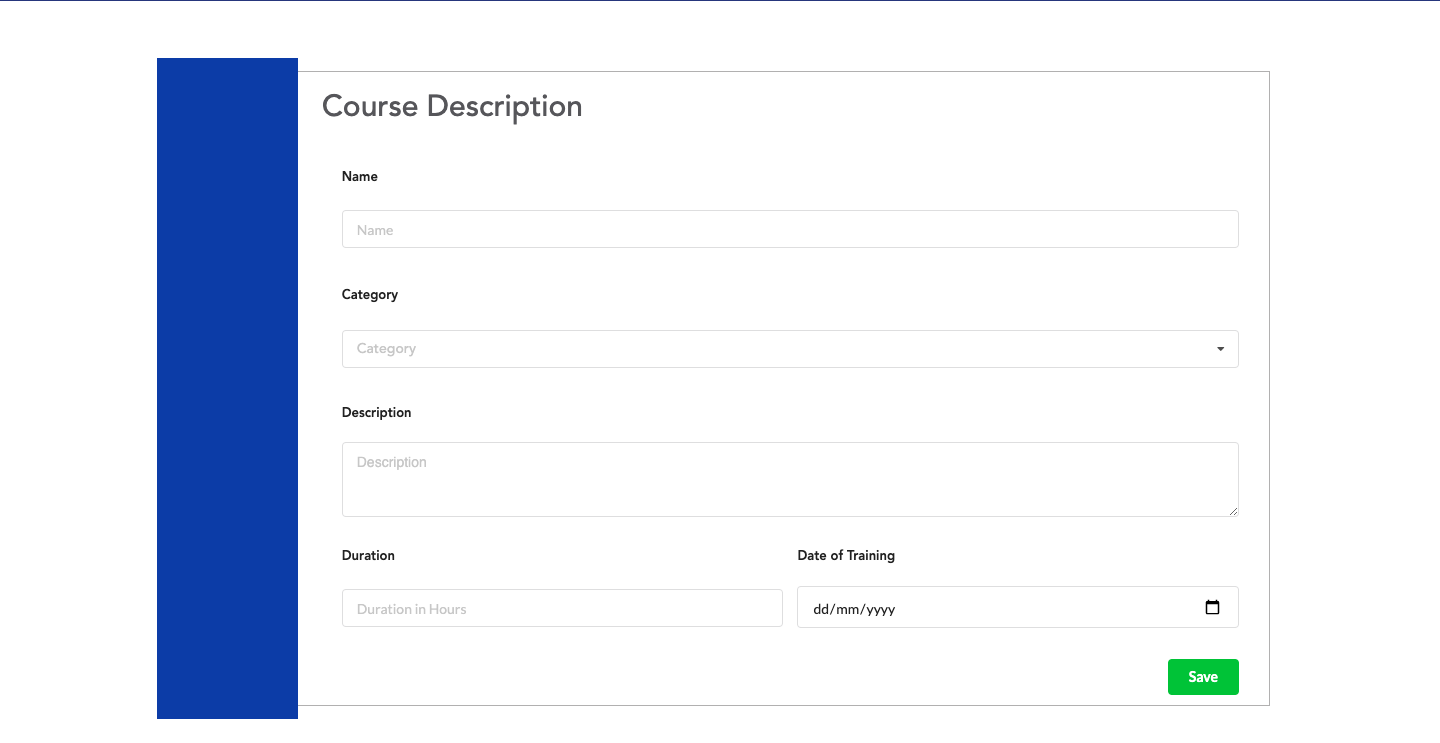 Course Description
Name
Name
Category
Category
Description
Description
Duration
Date of Training
Duration in Hours
dd/mm/yyyy
Save